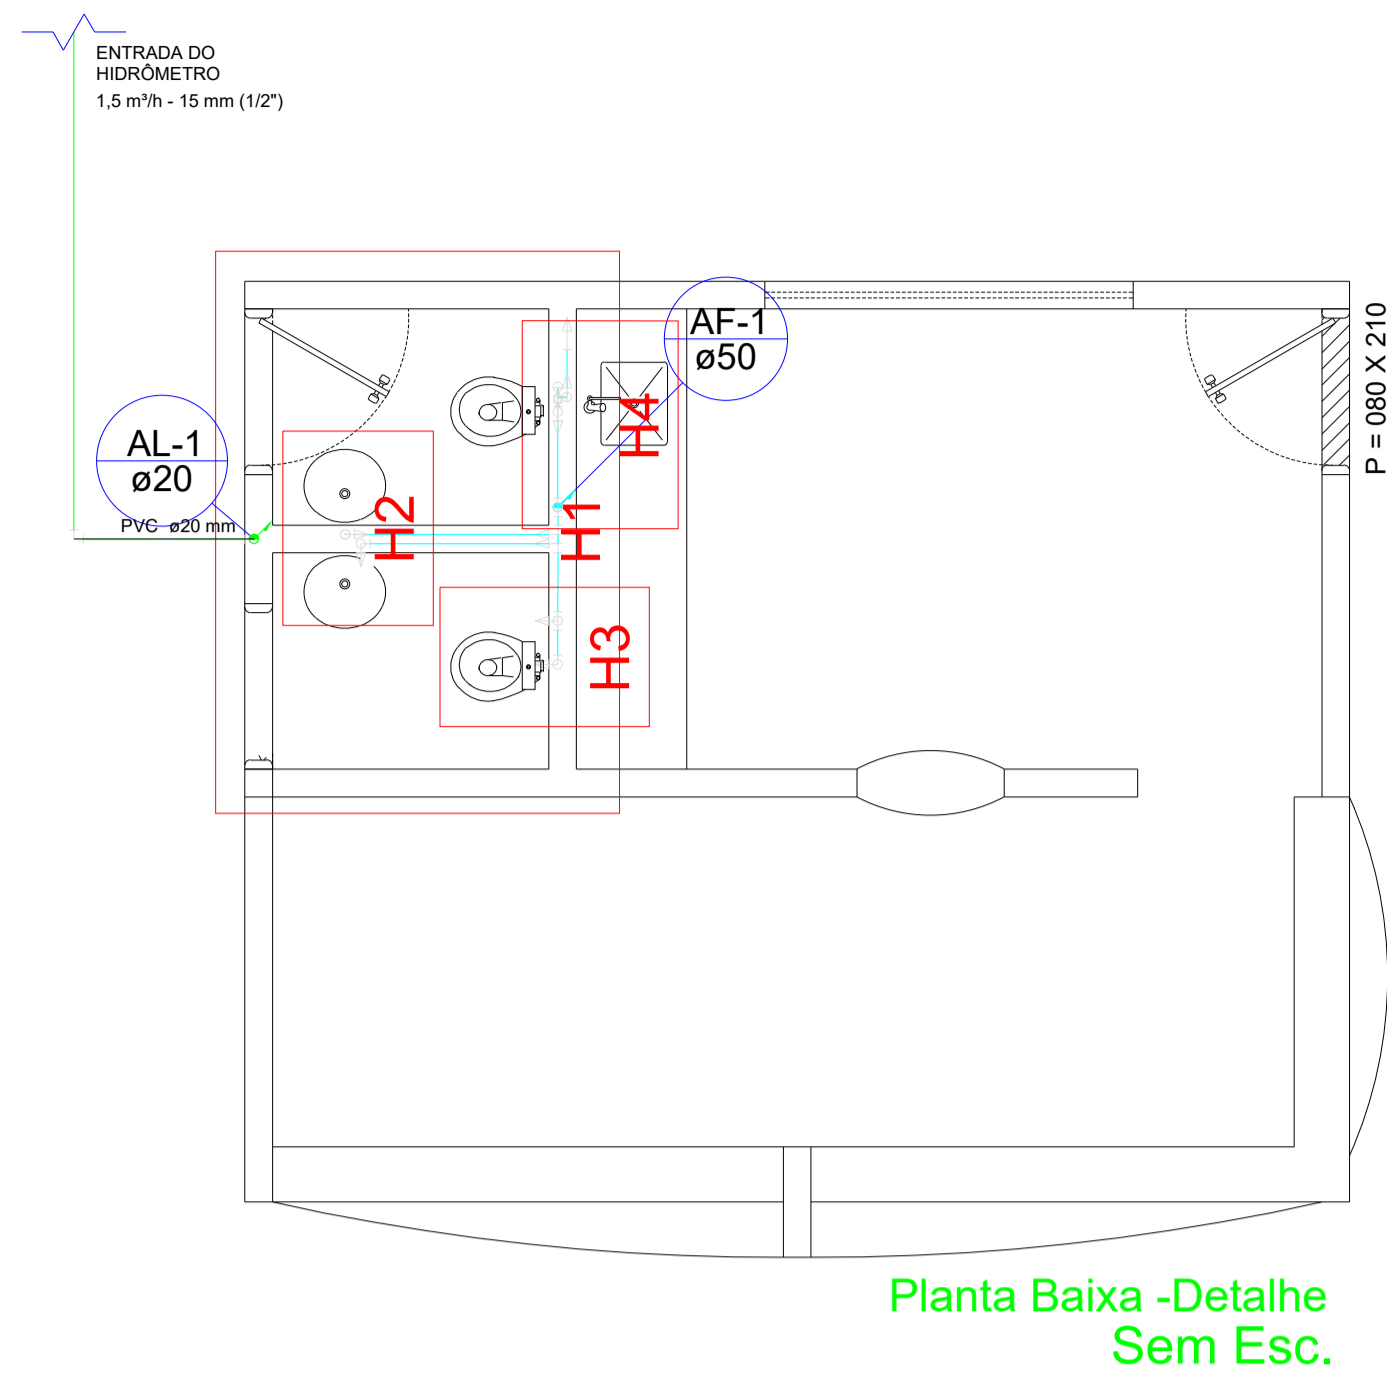 ENTRADA DO
HIDRÔMETRO
1,5 m³/h - 15 mm (1/2")
AF-1
ø50
P = 080 X 210
H4
AL-1
ø20
PVC ø20 mm
H2
H1
H3
Planta Baixa -Detalhe
Sem Esc.